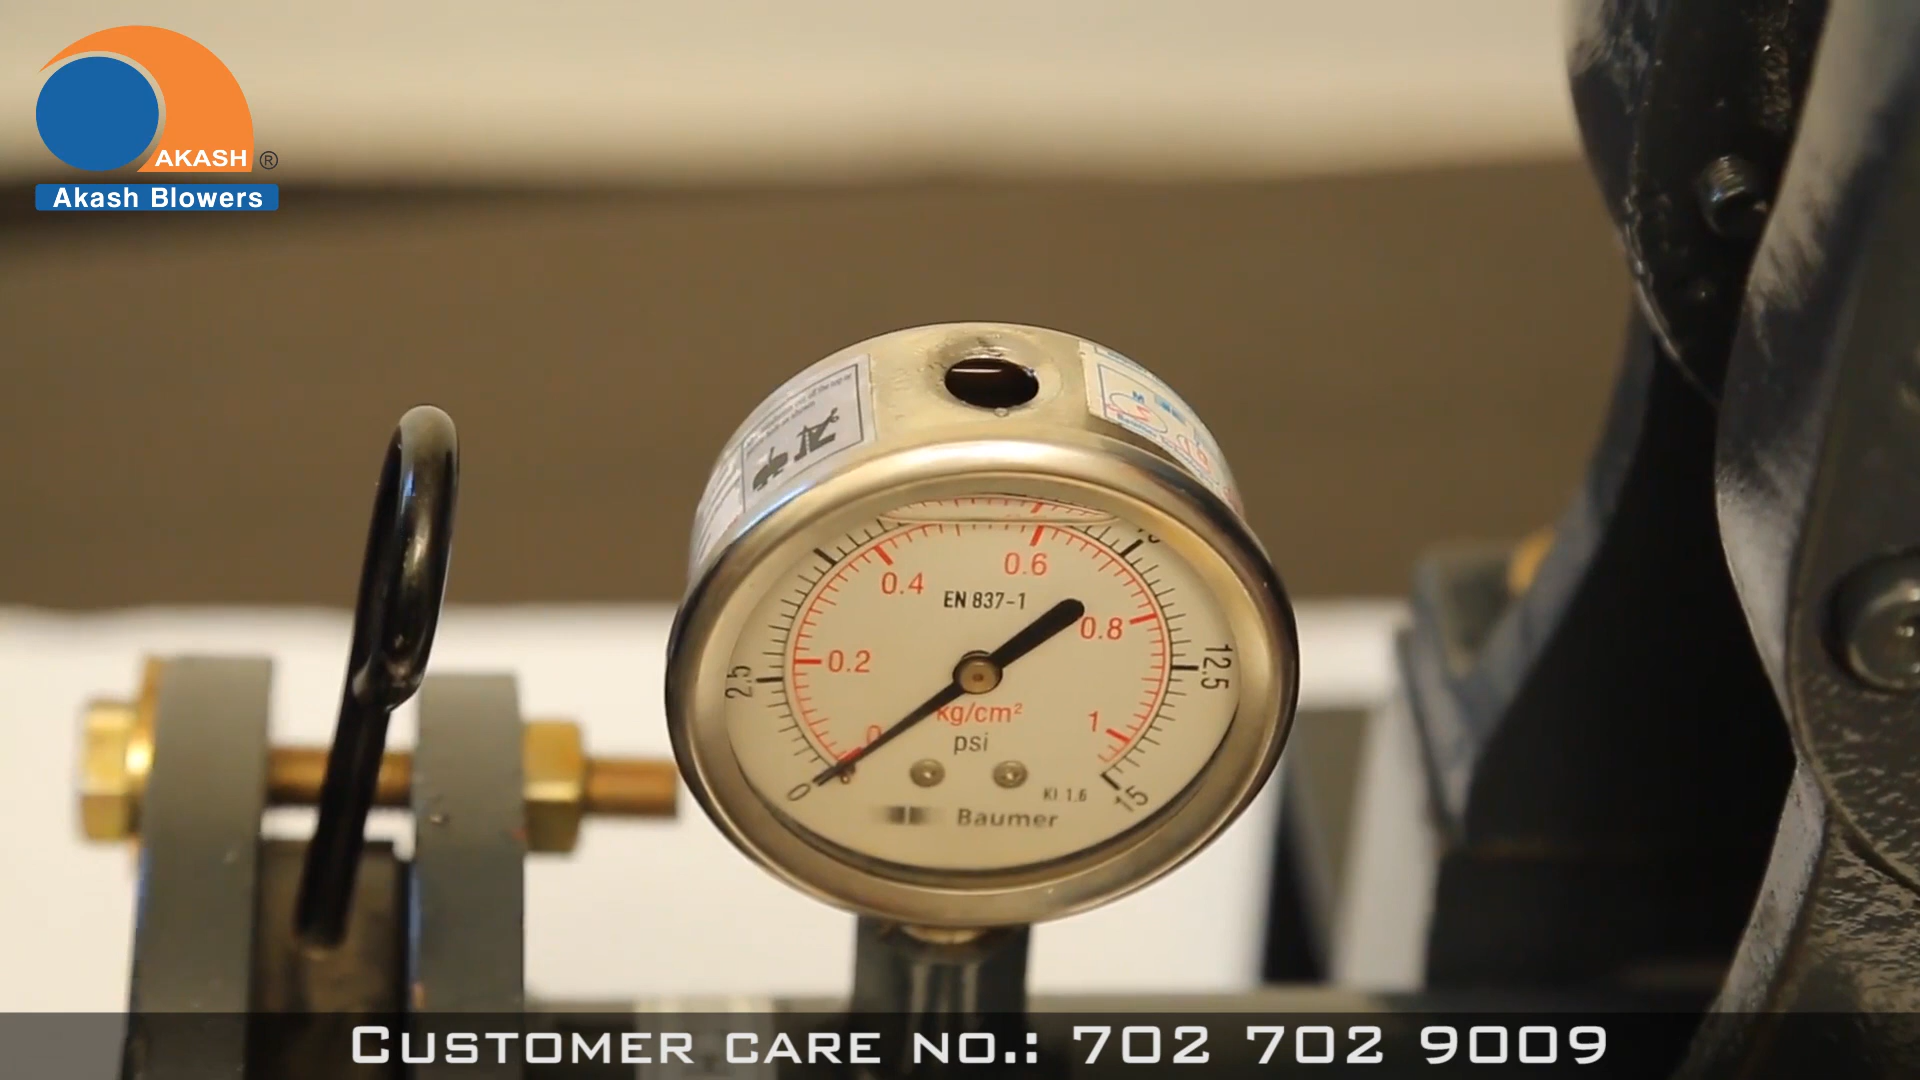 AKASH ®
Akash Blowers
M
0.4
0.6
EN 837-1
0.8
0.2
2.5
12.5
kg/cm²
0
1
psi
0
KI 1.6
15
Baumer
CUSTOMER CARE NO.: 702 702 9009